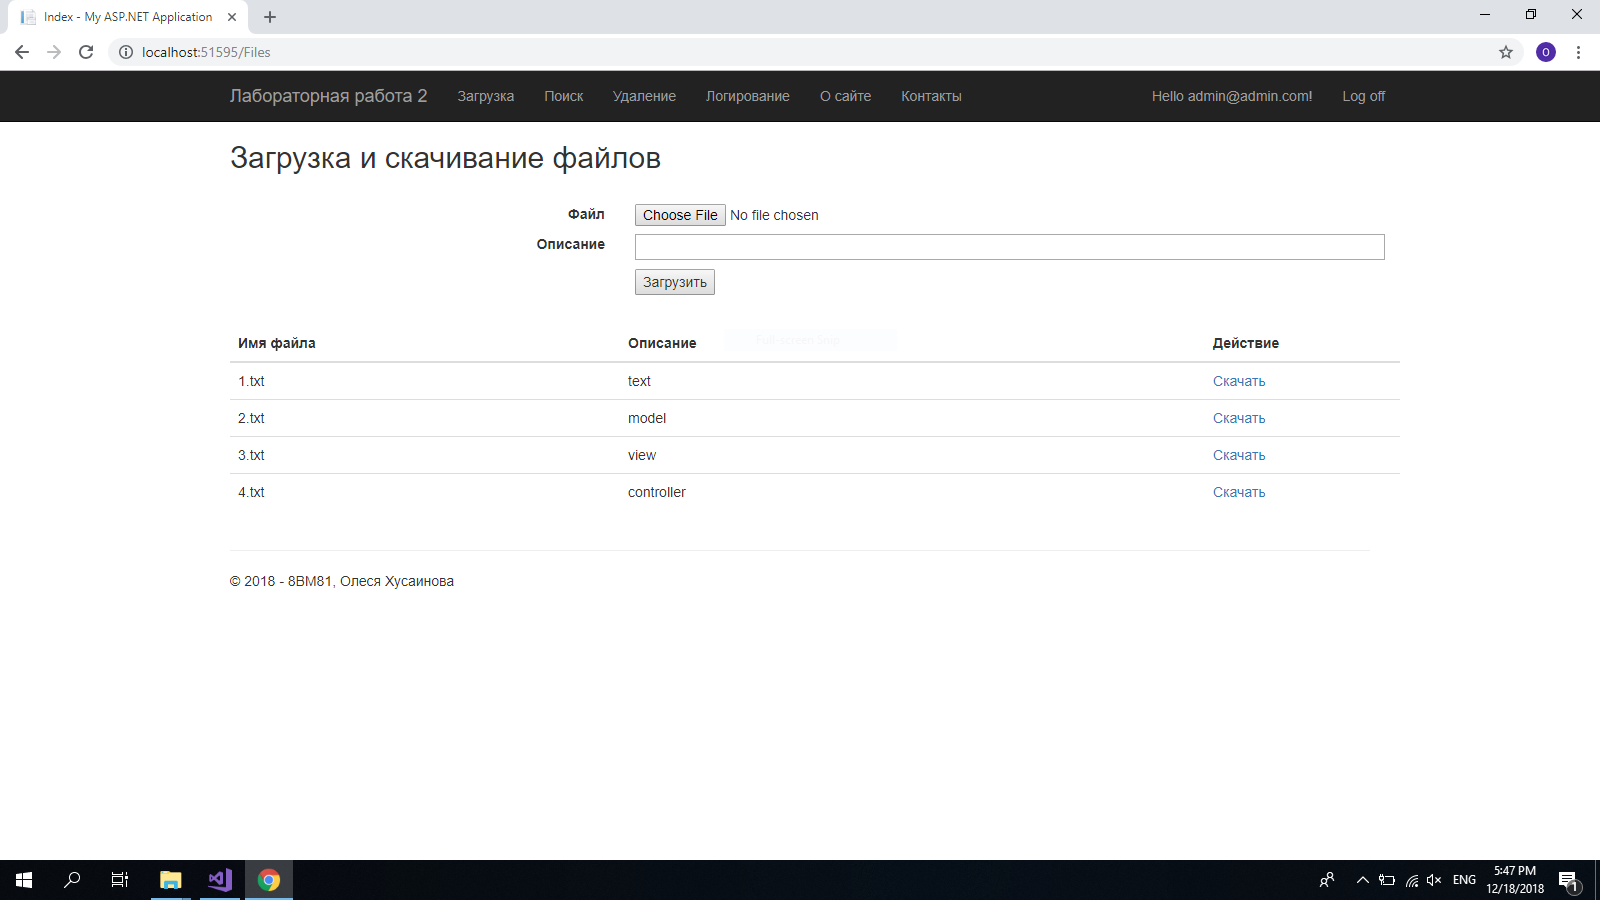 Index - My ASP.NET Application
localhost:51595/Files
O
Лабораторная работа 2 Загрузка Поиск Удаление Логирование О сайте Контакты Hello admin@admin.com! Log off
Загрузка и скачивание файлов
Файл Choose File No file chosen
Описание
Загрузить
Имя файла Описание Действие
1.txt text Скачать
2.txt model Скачать
3.txt view Скачать
4.txt controller Скачать
© 2018 - 8BM81, Олеся Хусаинова
ENG 5:47 PM
12/18/2018
1